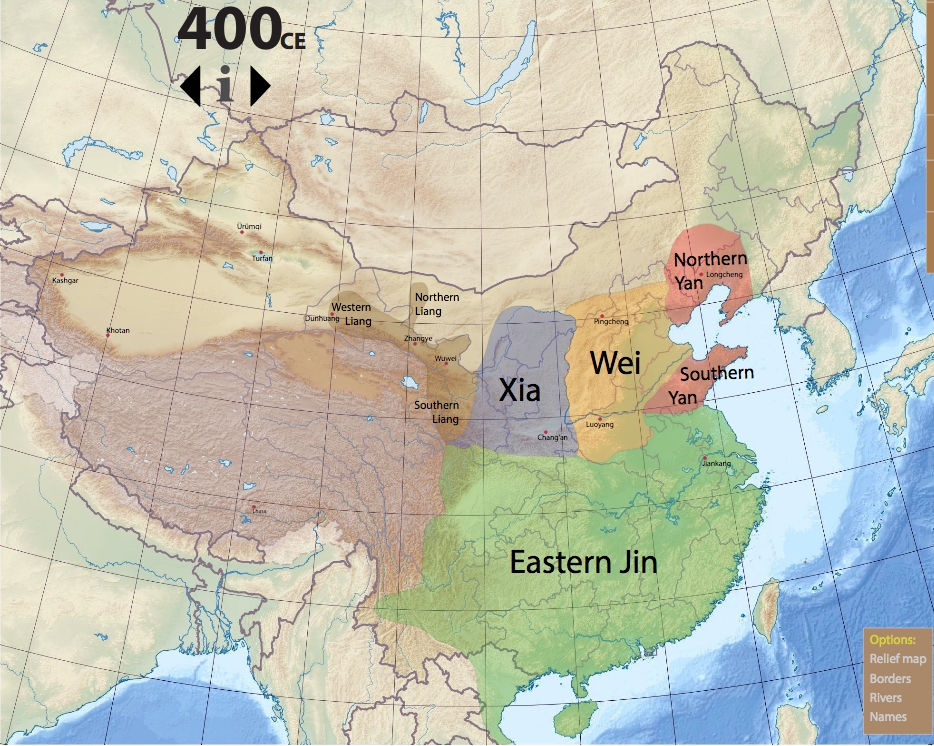 400CE
i
Ürümqi
Turfan
Kashgar
Khotan
Northern
Yan
Longcheng
Northern
Liang
Western
Liang
Dunhuang
Pingcheng
Zhangye
Wuwei
Wei
Southern
Yan
Xia
Southern
Liang
Luoyang
Chang'an
Jiankang
Lhasa
Eastern Jin
Options:
Relief map
Borders
Rivers
Names